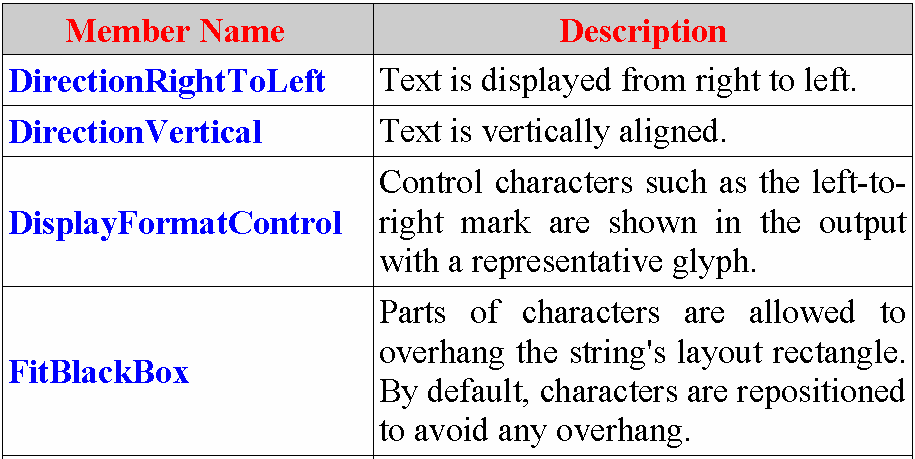 Member Name Description
DirectionRightToLeft Text is displayed from right to left.
DirectionVertical Text is vertically aligned.
DisplayFormatControl
Control characters such as the left-to-
right mark are shown in the output
with a representative glyph.
FitBlackBox
Parts of characters are allowed to
overhang the string's layout rectangle.
By default, characters are repositioned
to avoid any overhang.